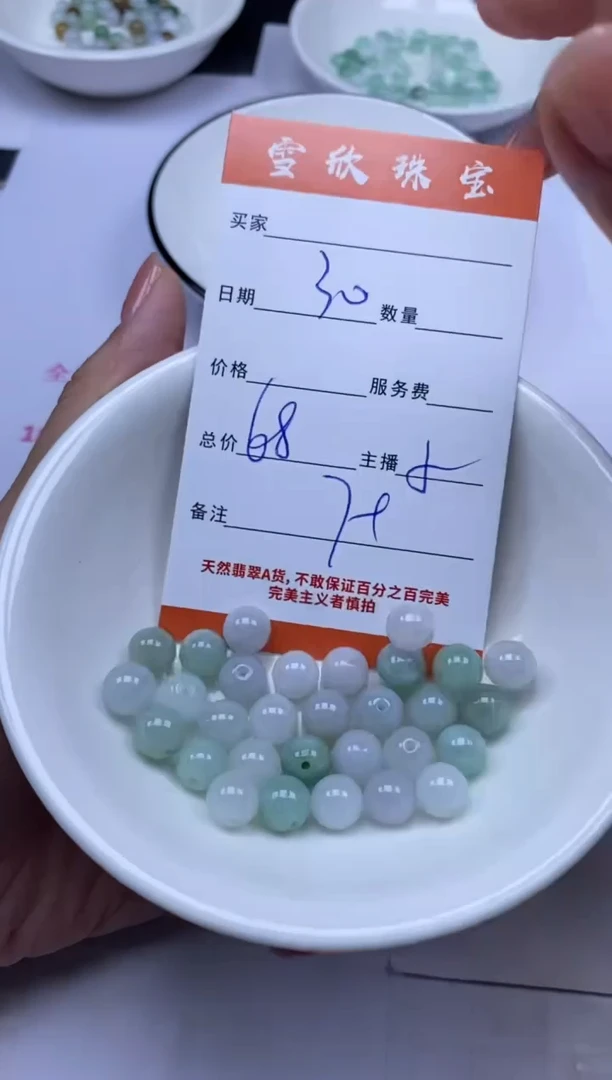 雪欣珠宝
买家
日期 30 数量
价格 服务费
总价 68 主播
备注
天然翡翠A货,不敢保证百分之百完美
完美主义者慎拍